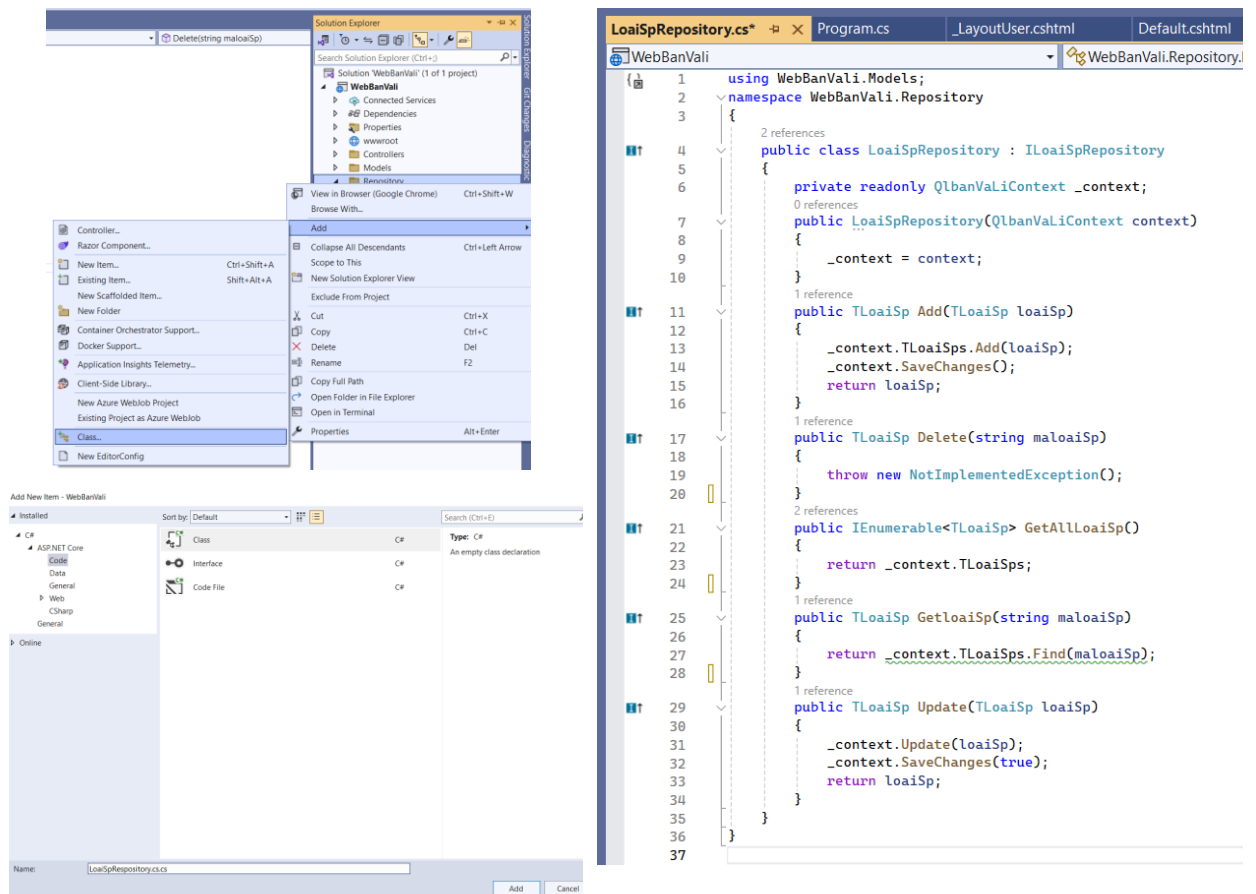 Delete(string maloaiSp)
Solution Explorer
Search Solution Explorer (Ctrl+;)
Solution 'WebBanVali' (1 of 1 project)
WebBanVali
Connected Services
Dependencies
Properties
wwwroot
Controllers
Models
Repository
Solution Explorer
Git Changes
Diagnostic
View in Browser (Google Chrome) Ctrl+Shift+W
Browse With...
Add
Collapse All Descendants Ctrl+Left Arrow
Scope to This
New Solution Explorer View
Exclude From Project
Cut Ctrl+X
Copy Ctrl+C
Delete Del
Rename F2
Copy Full Path
Open Folder in File Explorer
Open in Terminal
Properties Alt+Enter
Controller...
Razor Component...
New Item... Ctrl+Shift+A
Existing Item... Shift+Alt+A
New Scaffolded Item...
New Folder
Container Orchestrator Support...
Docker Support...
Application Insights Telemetry...
Client-Side Library...
New Azure WebJob Project
Existing Project as Azure WebJob
Class...
New EditorConfig
Add New Item - WebBanVali
Installed
C#
ASP.NET Core
Code
Data
General
Web
CSharp
General
Online
Sort by: Default
Search (Ctrl+E)
Class C#
Interface C#
Code File C#
Type: C#
An empty class declaration
Name: LoaiSpRespository.cs.cs
Add Cancel
LoaiSpRepository.cs* Program.cs _LayoutUser.cshtml Default.cshtml
WebBanVali WebBanVali.Repository.
1 using WebBanVali.Models;
2 namespace WebBanVali.Repository
3 {
2 references
4 public class LoaiSpRepository : ILoaiSpRepository
5 {
6 private readonly QlbanVaLiContext _context;
0 references
7 public LoaiSpRepository(QlbanVaLiContext context)
8 {
9 _context = context;
10 }
1 reference
11 public TLoaiSp Add(TLoaiSp loaiSp)
12 {
13 _context.TLoaiSps.Add(loaiSp);
14 _context.SaveChanges();
15 return loaiSp;
16 }
1 reference
17 public TLoaiSp Delete(string maloaiSp)
18 {
19 throw new NotImplementedException();
20 }
2 references
21 public IEnumerable<TLoaiSp> GetAllLoaiSp()
22 {
23 return _context.TLoaiSps;
24 }
1 reference
25 public TLoaiSp GetloaiSp(string maloaiSp)
26 {
27 return _context.TLoaiSps.Find(maloaiSp);
28 }
1 reference
29 public TLoaiSp Update(TLoaiSp loaiSp)
30 {
31 _context.Update(loaiSp);
32 _context.SaveChanges(true);
33 return loaiSp;
34 }
35 }
36 }
37